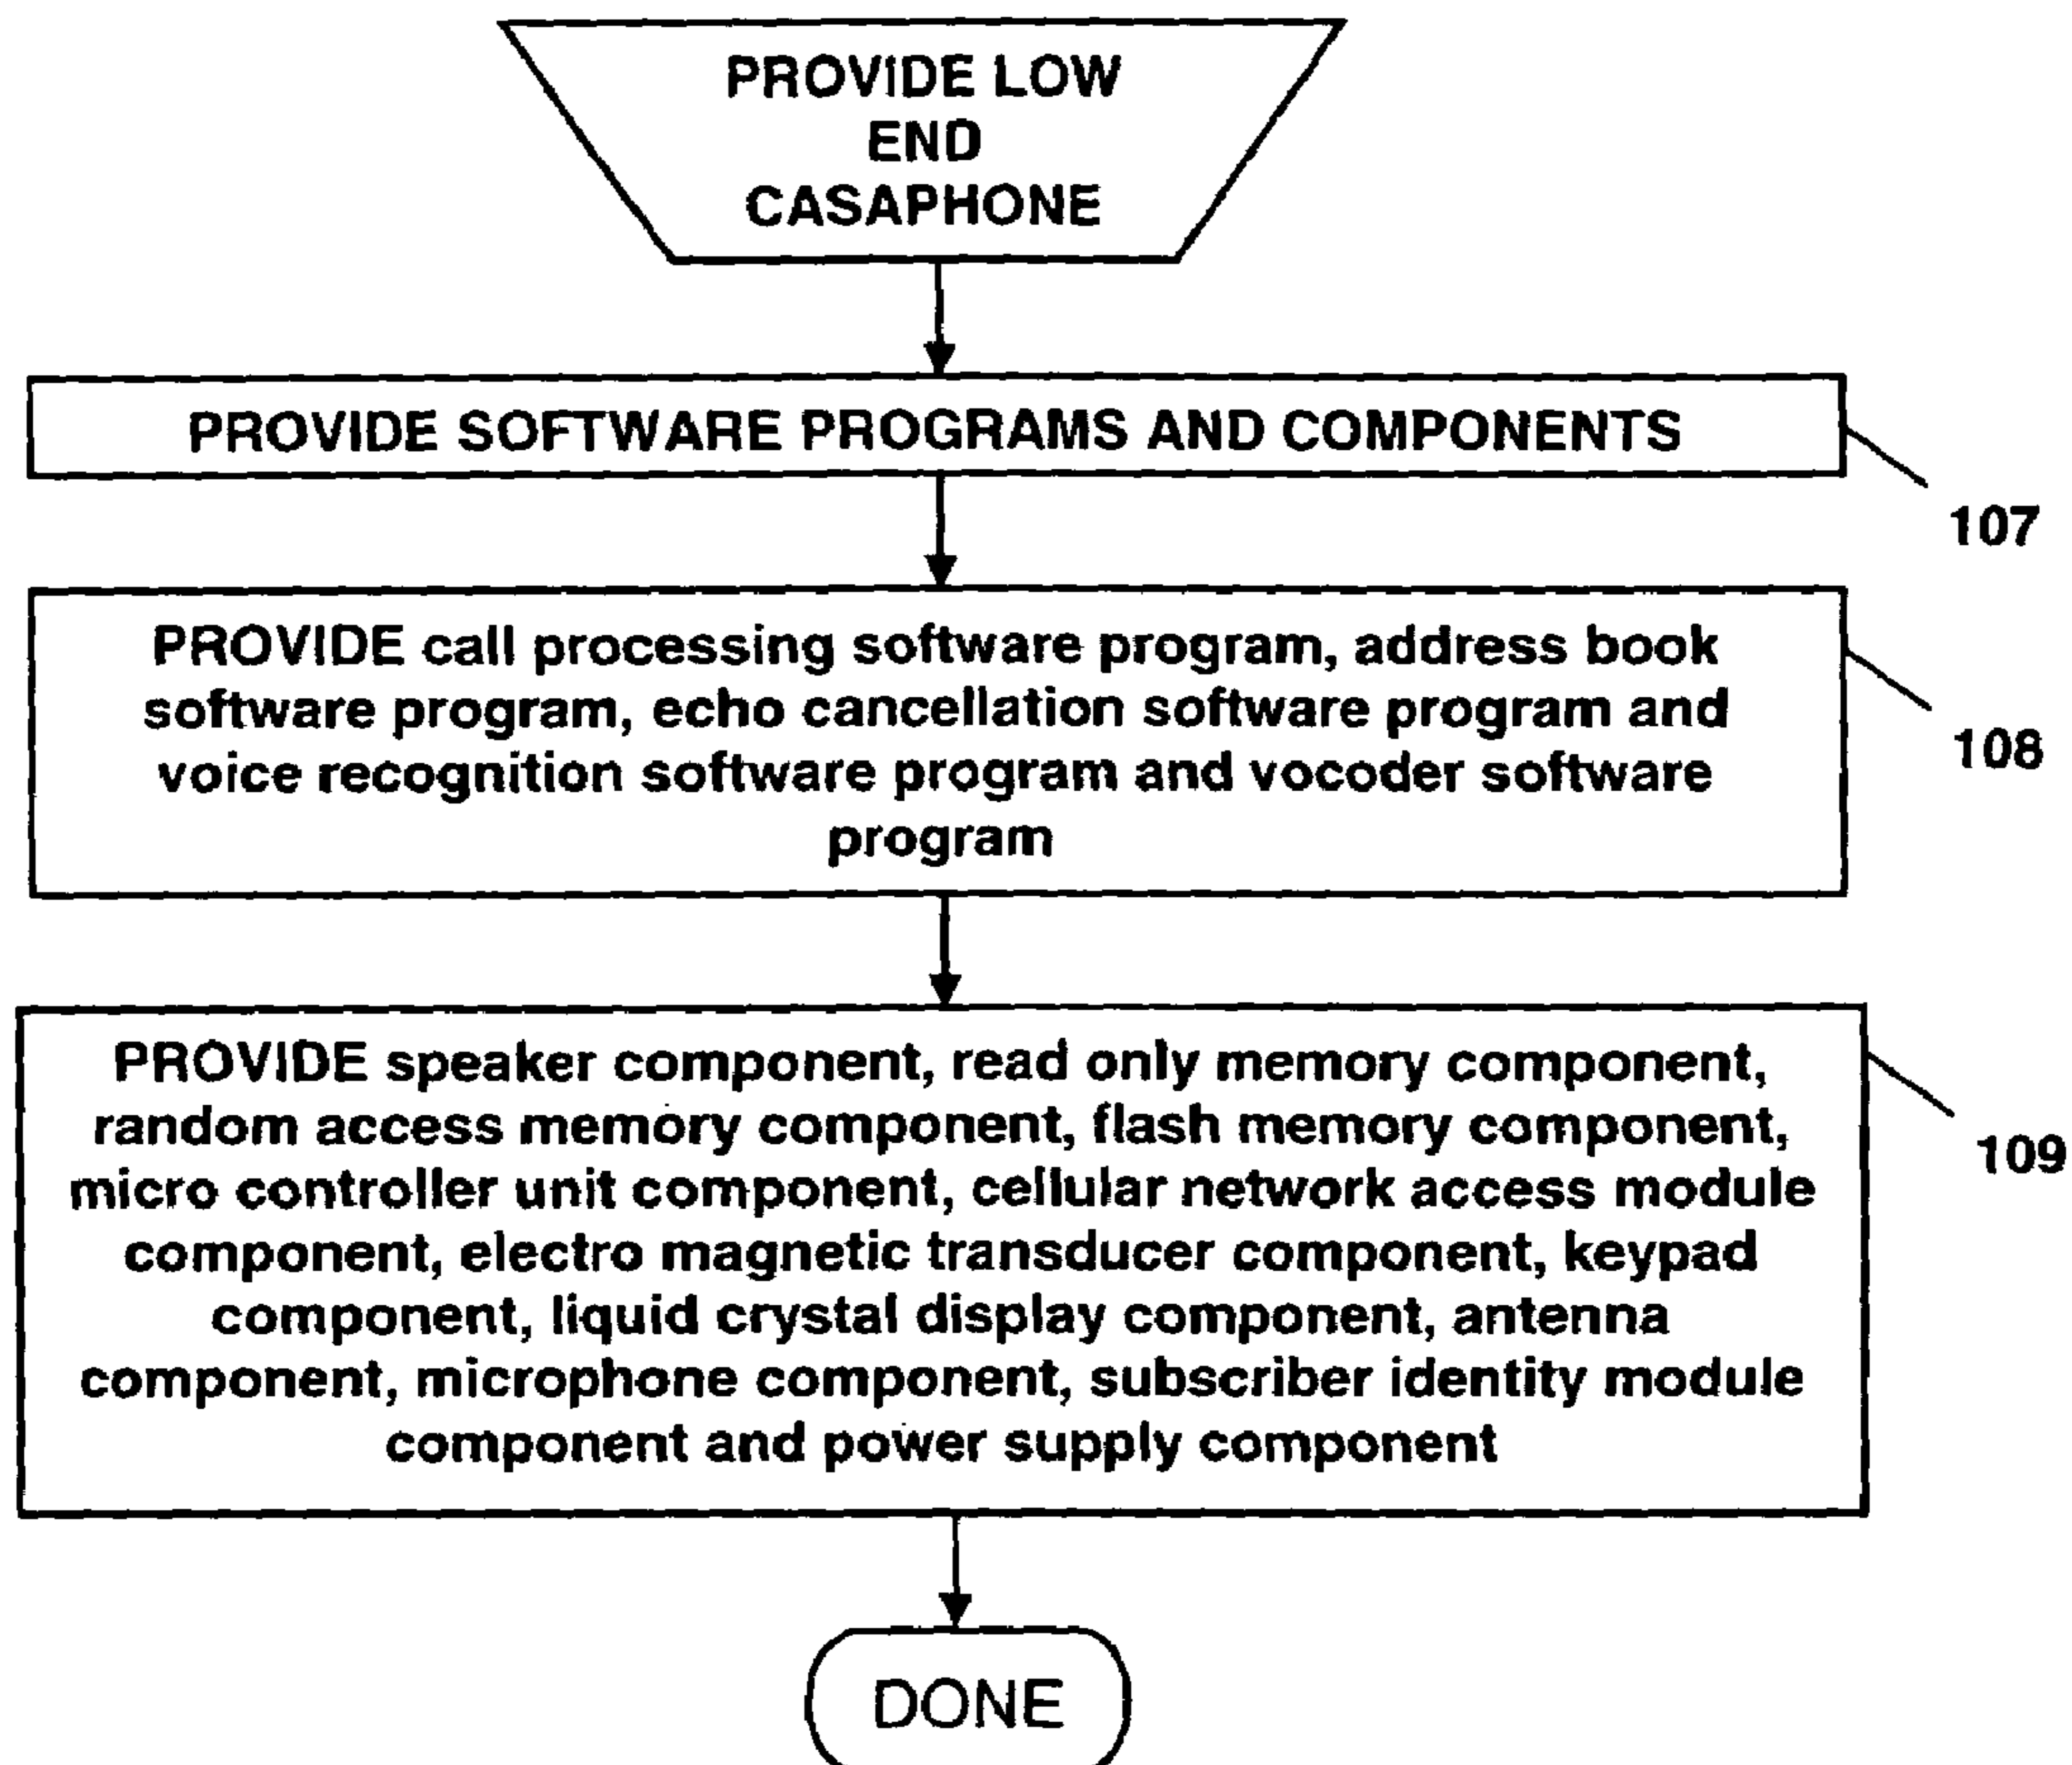 PROVIDE LOW
END
CASAPHONE
PROVIDE SOFTWARE PROGRAMS AND COMPONENTS
107
PROVIDE call processing software program, address book
software program, echo cancellation software program and
voice recognition software program and vocoder software
program
108
PROVIDE speaker component, read only memory component,
random access memory component, flash memory component,
micro controller unit component, cellular network access module
component, electro magnetic transducer component, keypad
component, liquid crystal display component, antenna
component, microphone component, subscriber identity module
component and power supply component
109
DONE